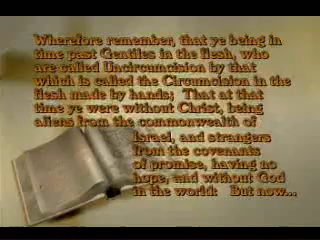 Wherefore remember, that ye being in
time past Gentiles in the flesh, who
are called Uncircumcision by that
which is called the Circumcision in the
flesh made by hands;  That at that
time ye were without Christ, being
aliens from the commonwealth of
Israel, and strangers
from the covenants
of promise, having no
hope, and without God
in the world:   But now...